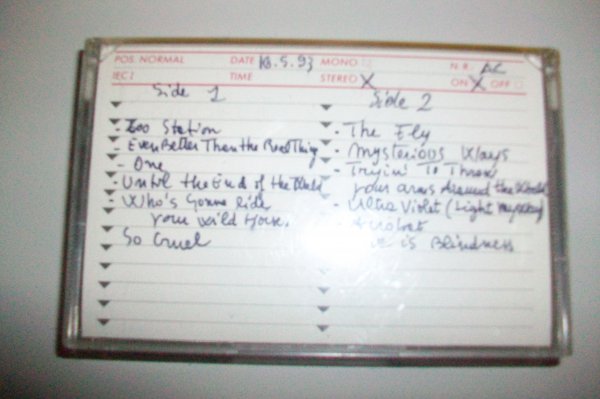 POS. NORMAL DATE 18.5.93 MONO N.R.
IEC I TIME STEREO X ON X OFF
Side 1
- Zoo Station
- Even Better Than the Real Thing
- One
- Until the End of the World
- Who's Gonna Ride
your Wild Horses
So Cruel
Side 2
- The Fly
- Mysterious Ways
- Tryin' To Throw
your arms Around the World
- Ultra Violet (Light my way)
- Acrobat
is Blindness